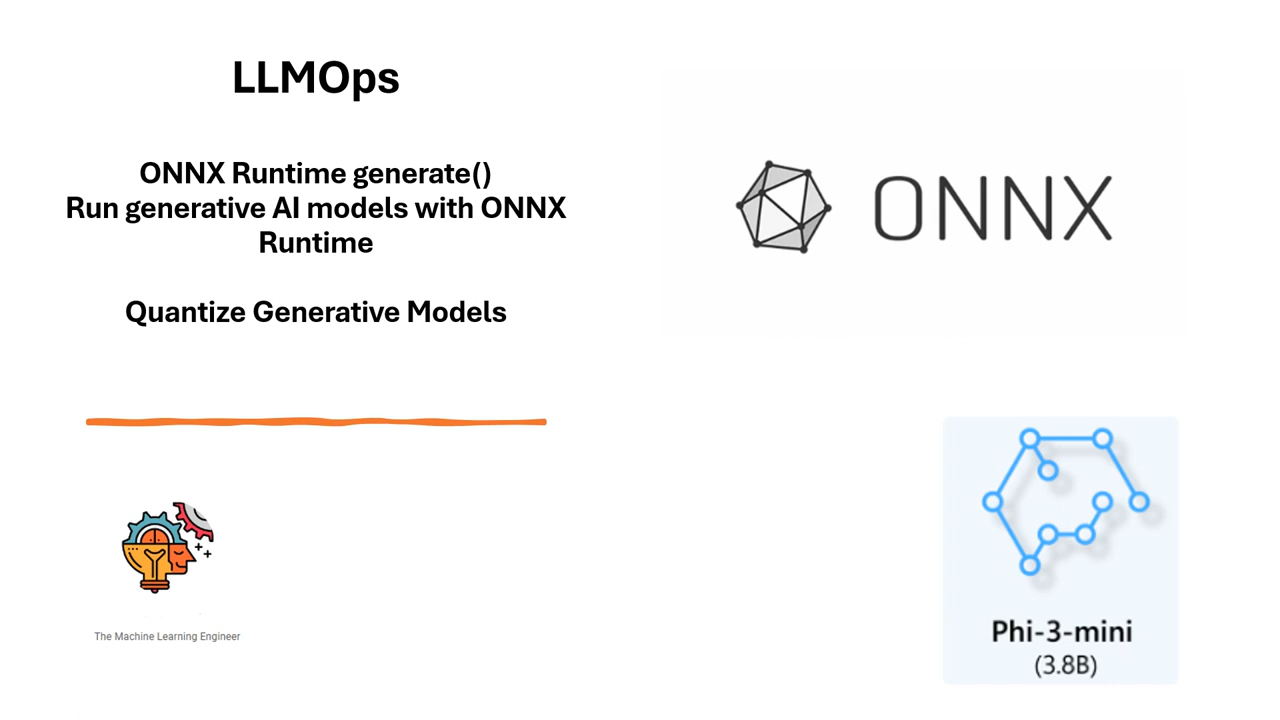 LLMOps
ONNX Runtime generate()
Run generative AI models with ONNX
Runtime
Quantize Generative Models
ONNX
The Machine Learning Engineer
Phi-3-mini
(3.8B)